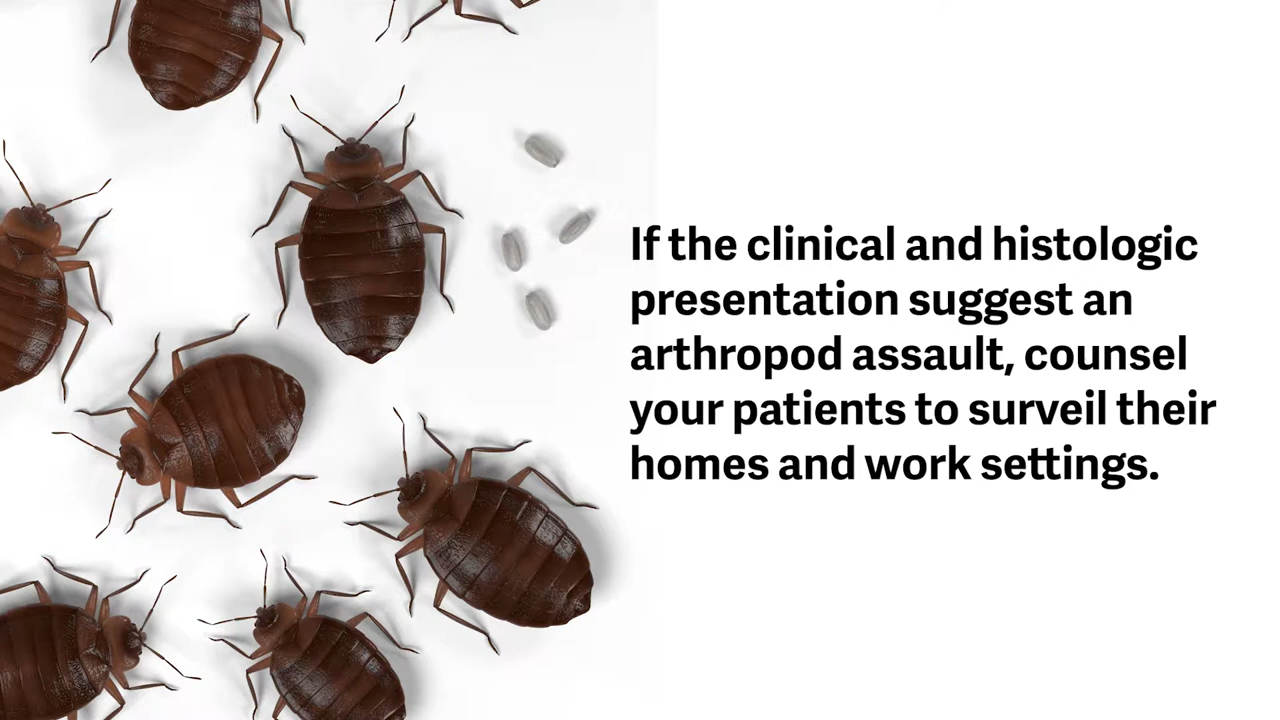 If the clinical and histologic
presentation suggest an
arthropod assault, counsel
your patients to surveil their
homes and work settings.